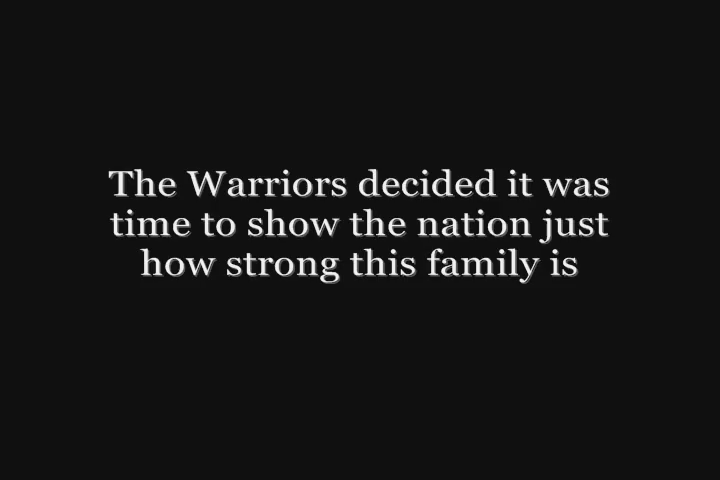 The Warriors decided it was
time to show the nation just
how strong this family is